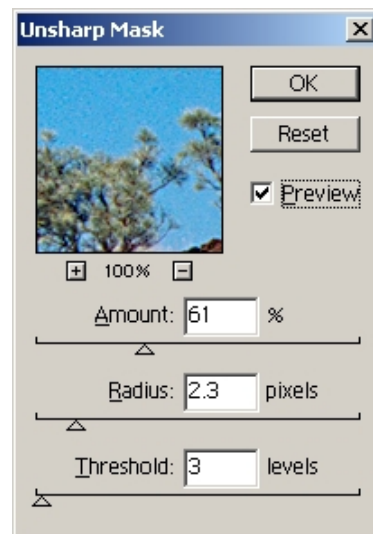 Unsharp Mask
OK
Reset
Preview
+ 100% -
Amount: 61 %
Radius: 2.3 pixels
Threshold: 3 levels